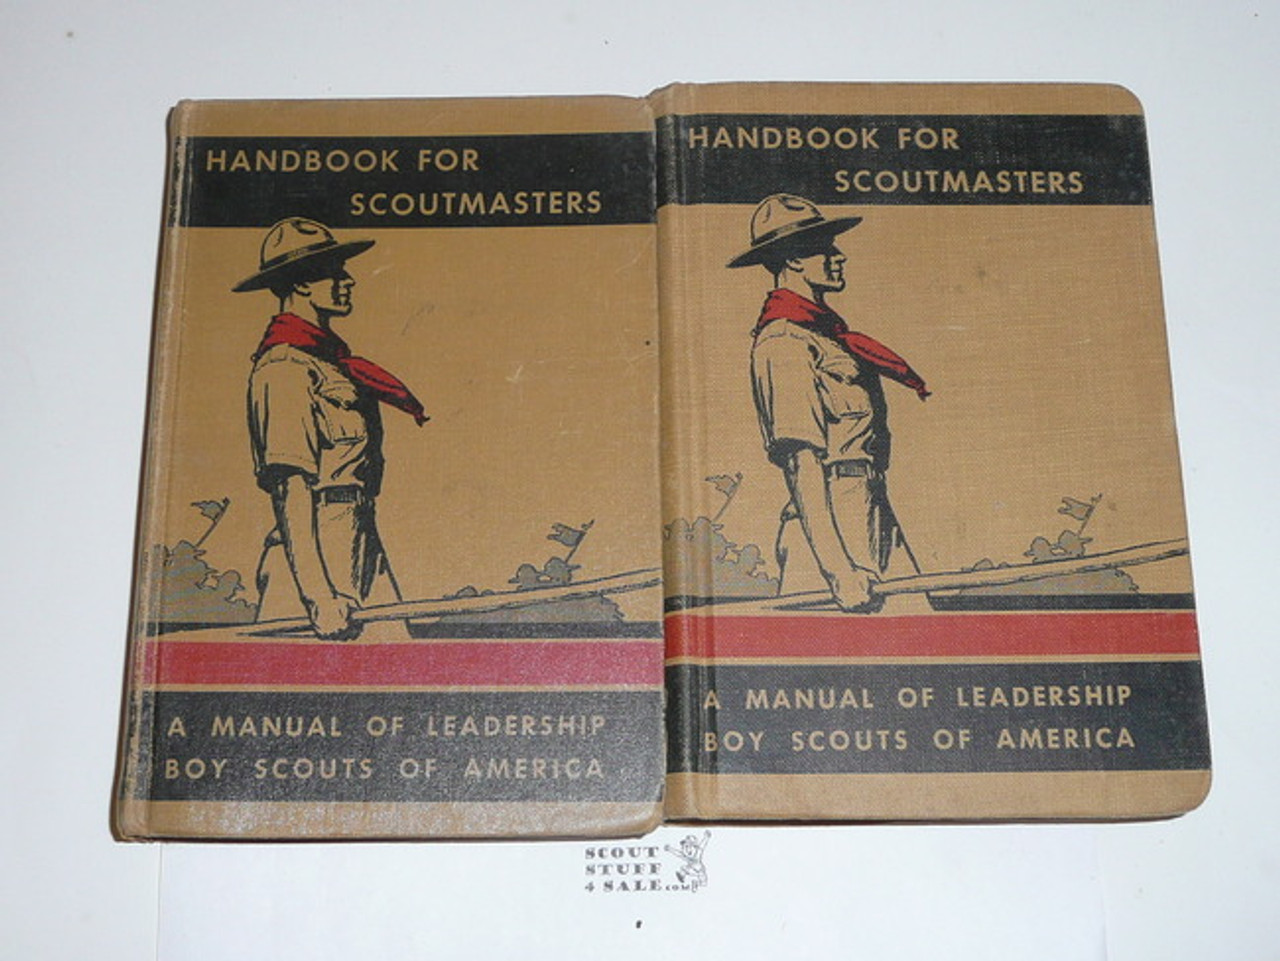 HANDBOOK FOR
SCOUTMASTERS
A MANUAL OF LEADERSHIP
BOY SCOUTS OF AMERICA
HANDBOOK FOR
SCOUTMASTERS
A MANUAL OF LEADERSHIP
BOY SCOUTS OF AMERICA
SCOUT
STUFF
4 SALE.COM